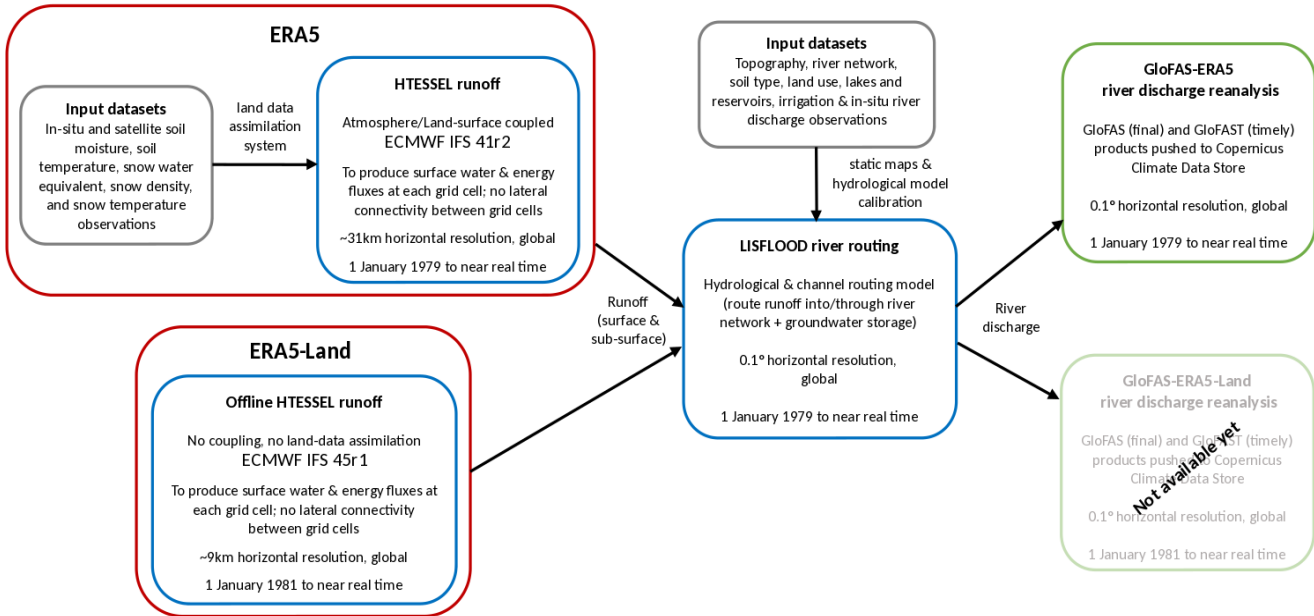 ERA5
Input datasets
In-situ and satellite soil
moisture, soil
temperature, snow water
equivalent, snow density,
and snow temperature
observations
land data
assimilation
system
HTESSEL runoff
Atmosphere/Land-surface coupled
ECMWF IFS 41r2
To produce surface water & energy
fluxes at each grid cell; no lateral
connectivity between grid cells
~31km horizontal resolution, global
1 January 1979 to near real time
ERA5-Land
Offline HTESSEL runoff
No coupling, no land-data assimilation
ECMWF IFS 45r1
To produce surface water & energy fluxes at
each grid cell; no lateral connectivity
between grid cells
~9km horizontal resolution, global
1 January 1981 to near real time
Runoff
(surface &
sub-surface)
Input datasets
Topography, river network,
soil type, land use, lakes and
reservoirs, irrigation & in-situ river
discharge observations
static maps &
hydrological model
calibration
LISFLOOD river routing
Hydrological & channel routing model
(route runoff into/through river
network + groundwater storage)
0.1° horizontal resolution,
global
1 January 1979 to near real time
River
discharge
GloFAS-ERA5
river discharge reanalysis
GloFAS (final) and GloFAST (timely)
products pushed to Copernicus
Climate Data Store
0.1° horizontal resolution, global
1 January 1979 to near real time
GloFAS-ERA5-Land
river discharge reanalysis
GloFAS (final) and GloFAST (timely)
products pushed to Copernicus
Climate Data Store
0.1° horizontal resolution, global
1 January 1981 to near real time
Not available yet